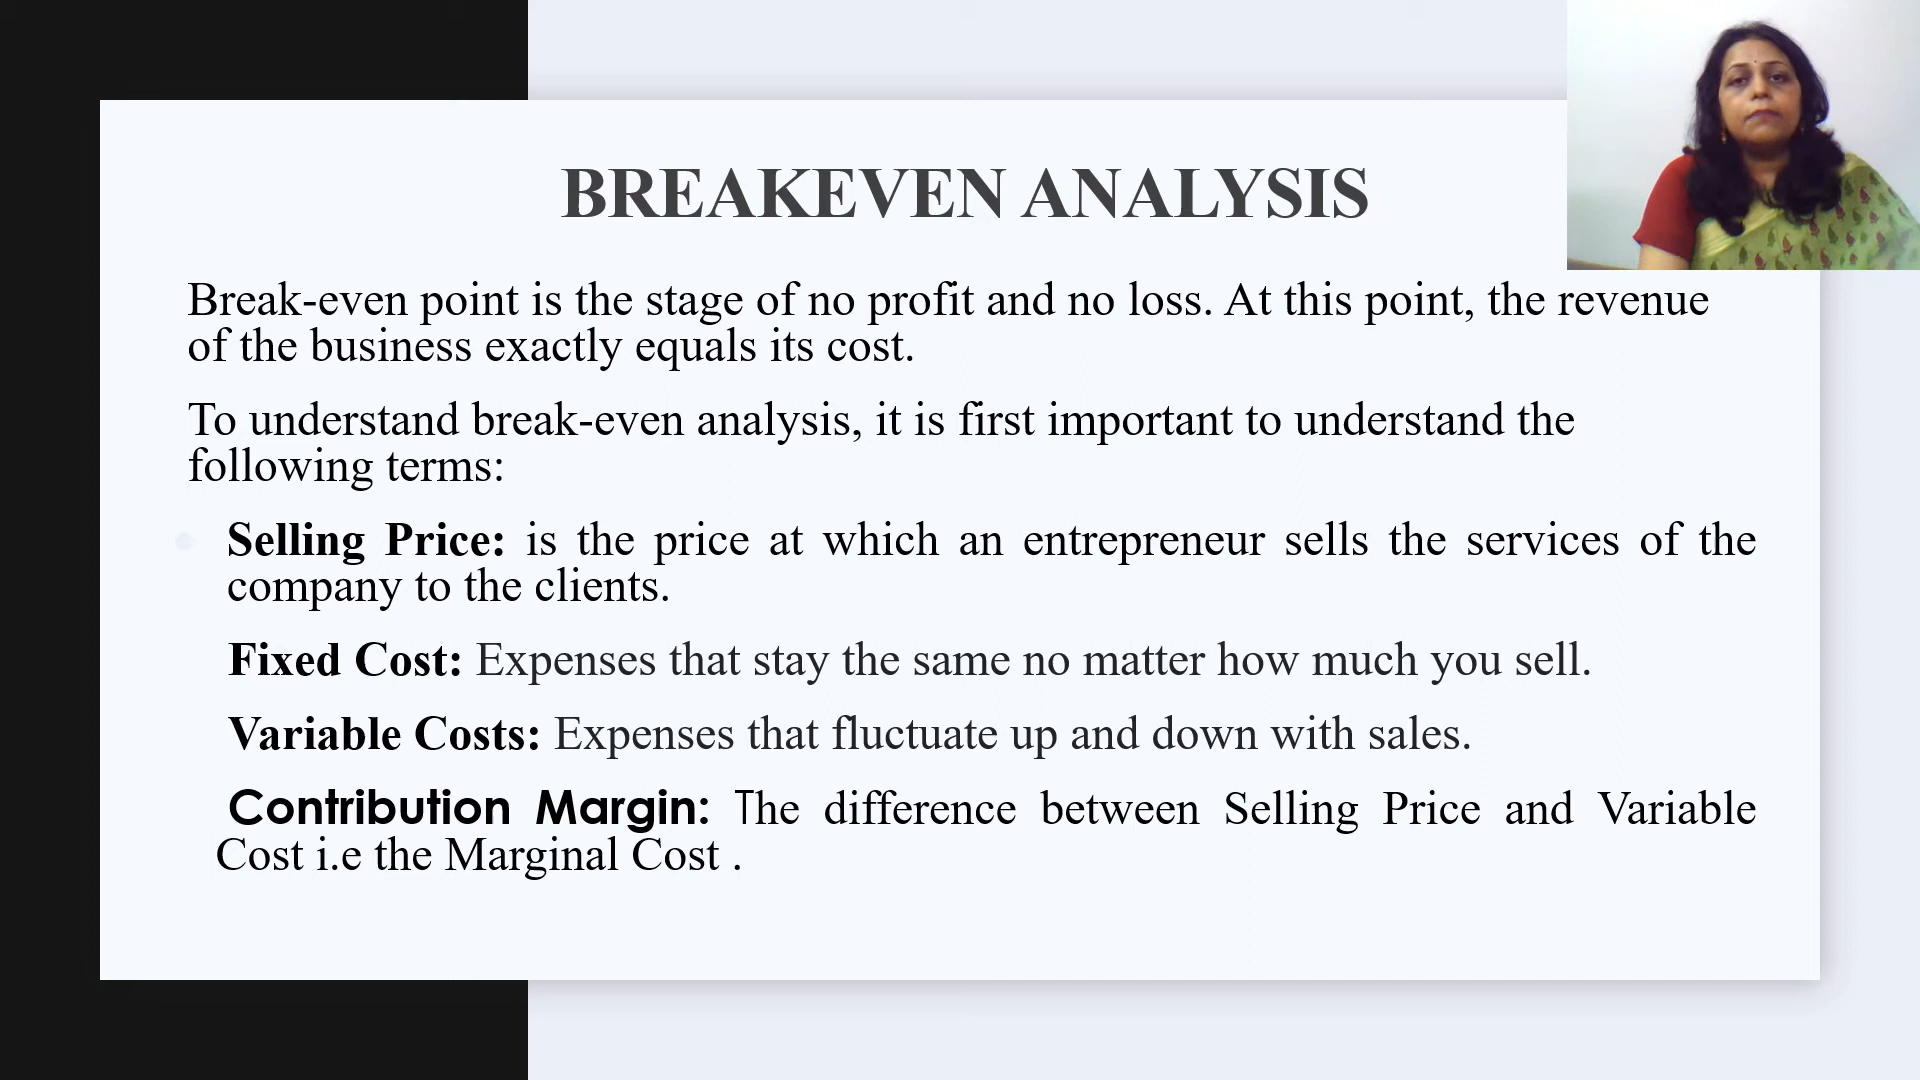 BREAKEVEN ANALYSIS
Break-even point is the stage of no profit and no loss. At this point, the revenue
of the business exactly equals its cost.
To understand break-even analysis, it is first important to understand the
following terms:
Selling Price: is the price at which an entrepreneur sells the services of the
company to the clients.
Fixed Cost: Expenses that stay the same no matter how much you sell.
Variable Costs: Expenses that fluctuate up and down with sales.
Contribution Margin: The difference between Selling Price and Variable
Cost i.e the Marginal Cost .